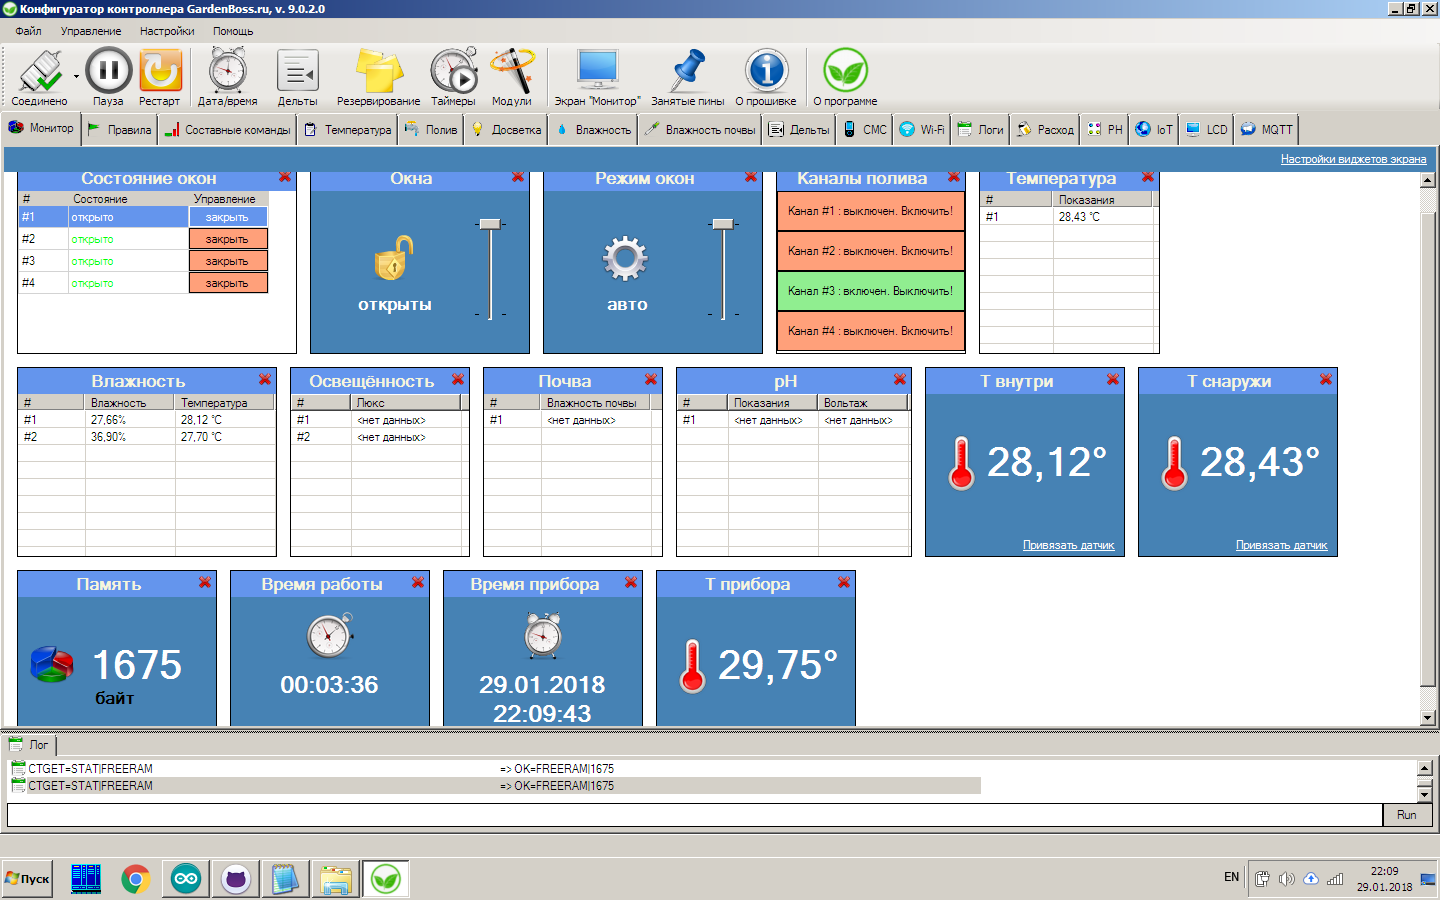 Конфигуратор контроллера GardenBoss.ru, v. 9.0.2.0
Файл Управление Настройки Помощь
Соединено Пауза Рестарт Дата/время Дельты Резервирование Таймеры Модули Экран "Монитор" Занятые пины О прошивке О программе
Монитор Правила Составные команды Температура Полив Досветка Влажность Влажность почвы Дельты СМС Wi-Fi Логи Расход PH IoT LCD MQTT
Настройки виджетов экрана
Состояние окон
# Состояние Управление
#1 открыто закрыть
#2 открыто закрыть
#3 открыто закрыть
#4 открыто закрыть
Окна
открыты
Режим окон
авто
Каналы полива
Канал #1 : выключен. Включить!
Канал #2 : выключен. Включить!
Канал #3 : включен. Выключить!
Канал #4 : выключен. Включить!
Температура
# Показания
#1 28,43 °C
Влажность
# Влажность Температура
#1 27,66% 28,12 °C
#2 36,90% 27,70 °C
Освещённость
# Люкс
#1 <нет данных>
#2 <нет данных>
Почва
# Влажность почвы
#1 <нет данных>
pH
# Показания Вольтаж
#1 <нет данных> <нет данных>
Т внутри
28,12°
Привязать датчик
Т снаружи
28,43°
Привязать датчик
Память
1675
байт
Время работы
00:03:36
Время прибора
29.01.2018
22:09:43
Т прибора
29,75°
Лог
CTGET=STAT|FREERAM => OK=FREERAM|1675
CTGET=STAT|FREERAM => OK=FREERAM|1675
Run
Пуск
EN
22:09
29.01.2018